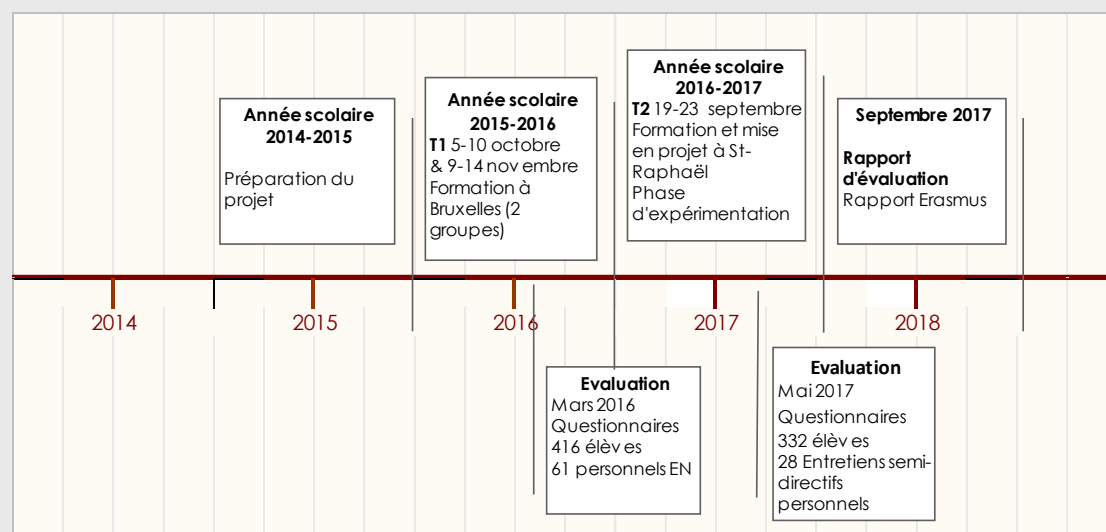 Année scolaire
2014-2015
Préparation du
projet
Année scolaire
2015-2016
T1 5-10 octobre
& 9-14 novembre
Formation à
Bruxelles (2
groupes)
Année scolaire
2016-2017
T2 19-23 septembre
Formation et mise
en projet à St-
Raphaël
Phase
d'expérimentation
Septembre 2017
Rapport
d'évaluation
Rapport Erasmus
2014
2015
2016
2017
2018
Evaluation
Mars 2016
Questionnaires
416 élèves
61 personnels EN
Evaluation
Mai 2017
Questionnaires
332 élèves
28 Entretiens semi-
directifs
personnels